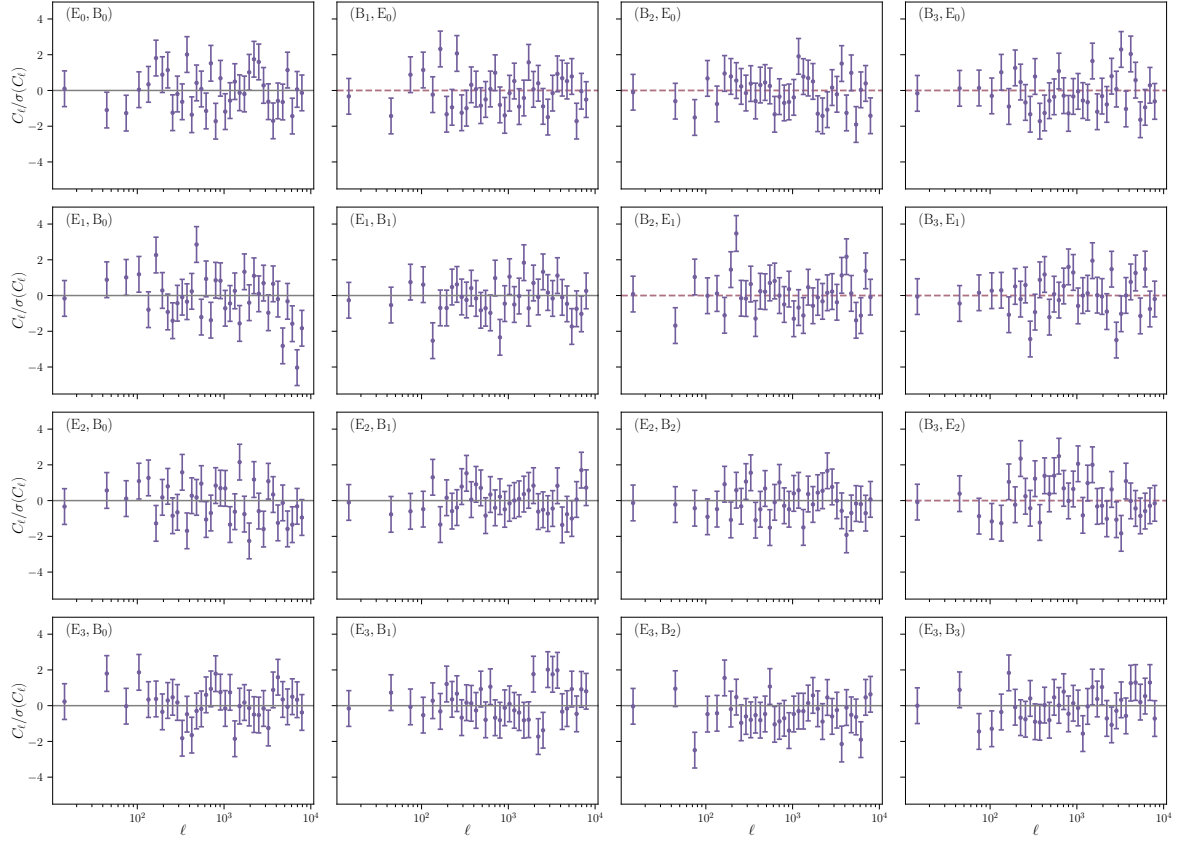 (E₀, B₀) (B₁, E₀) (B₂, E₀) (B₃, E₀)
Cℓ/σ(Cℓ)
4
2
0
−2
−4
(E₁, B₀) (E₁, B₁) (B₂, E₁) (B₃, E₁)
Cℓ/σ(Cℓ)
4
2
0
−2
−4
(E₂, B₀) (E₂, B₁) (E₂, B₂) (B₃, E₂)
Cℓ/σ(Cℓ)
4
2
0
−2
−4
(E₃, B₀) (E₃, B₁) (E₃, B₂) (E₃, B₃)
Cℓ/σ(Cℓ)
4
2
0
−2
−4
10² 10³ 10⁴ 10² 10³ 10⁴ 10² 10³ 10⁴ 10² 10³ 10⁴
ℓ ℓ ℓ ℓ